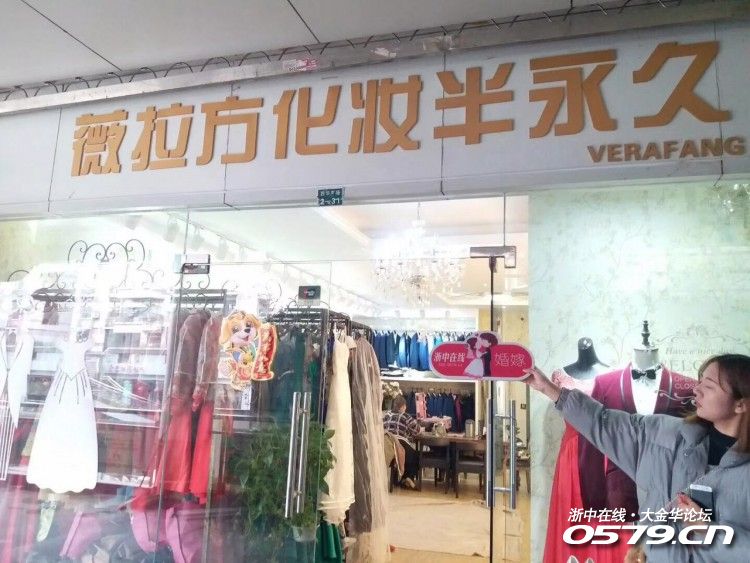 薇拉方化妆半永久
VERAFANG
浙中在线
婚嫁
浙中在线·大金华论坛
0579.cn